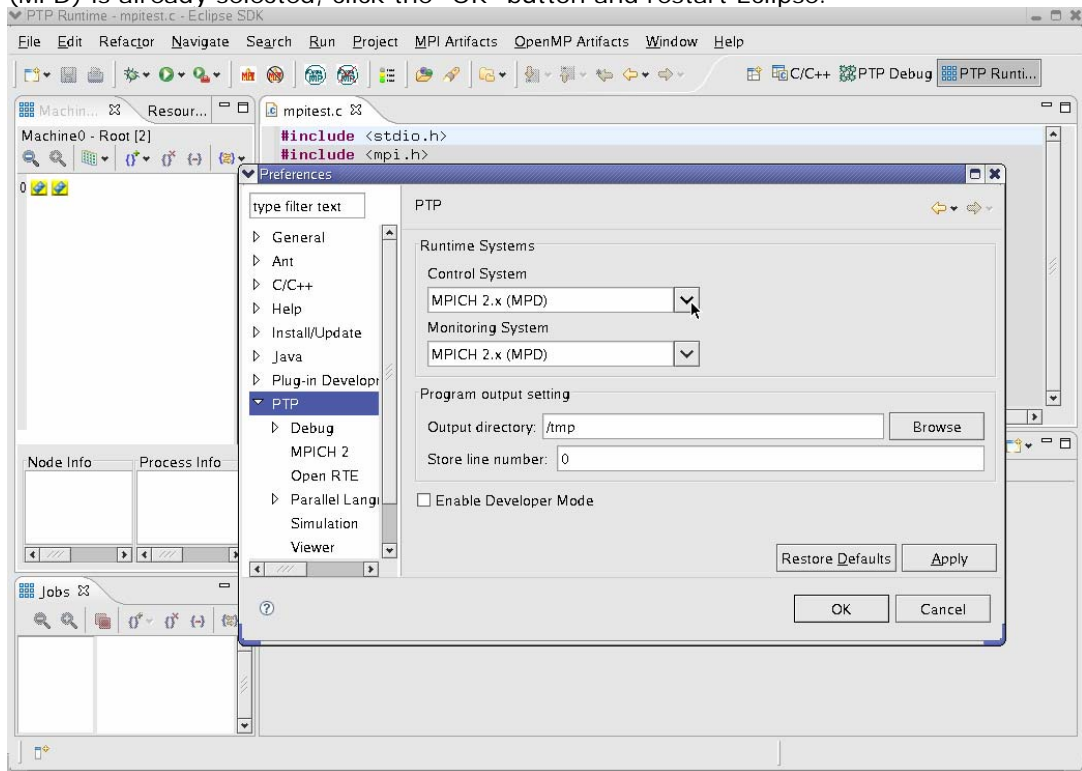 (MPD) is already selected, click the "OK" button and restart Eclipse.
PTP Runtime - mpitest.c - Eclipse SDK
File Edit Refactor Navigate Search Run Project MPI Artifacts OpenMP Artifacts Window Help
C/C++ PTP Debug PTP Runti...
Machin... Resour... mpitest.c
Machine0 - Root [2]
#include <stdio.h>
#include <mpi.h>
0
Preferences
type filter text
PTP
General
Ant
C/C++
Help
Install/Update
Java
Plug-in Develop
PTP
Debug
MPICH 2
Open RTE
Parallel Lang
Simulation
Viewer
Runtime Systems
Control System
MPICH 2.x (MPD)
Monitoring System
MPICH 2.x (MPD)
Program output setting
Output directory: /tmp Browse
Store line number: 0
Enable Developer Mode
Restore Defaults Apply
OK Cancel
Node Info Process Info
Jobs